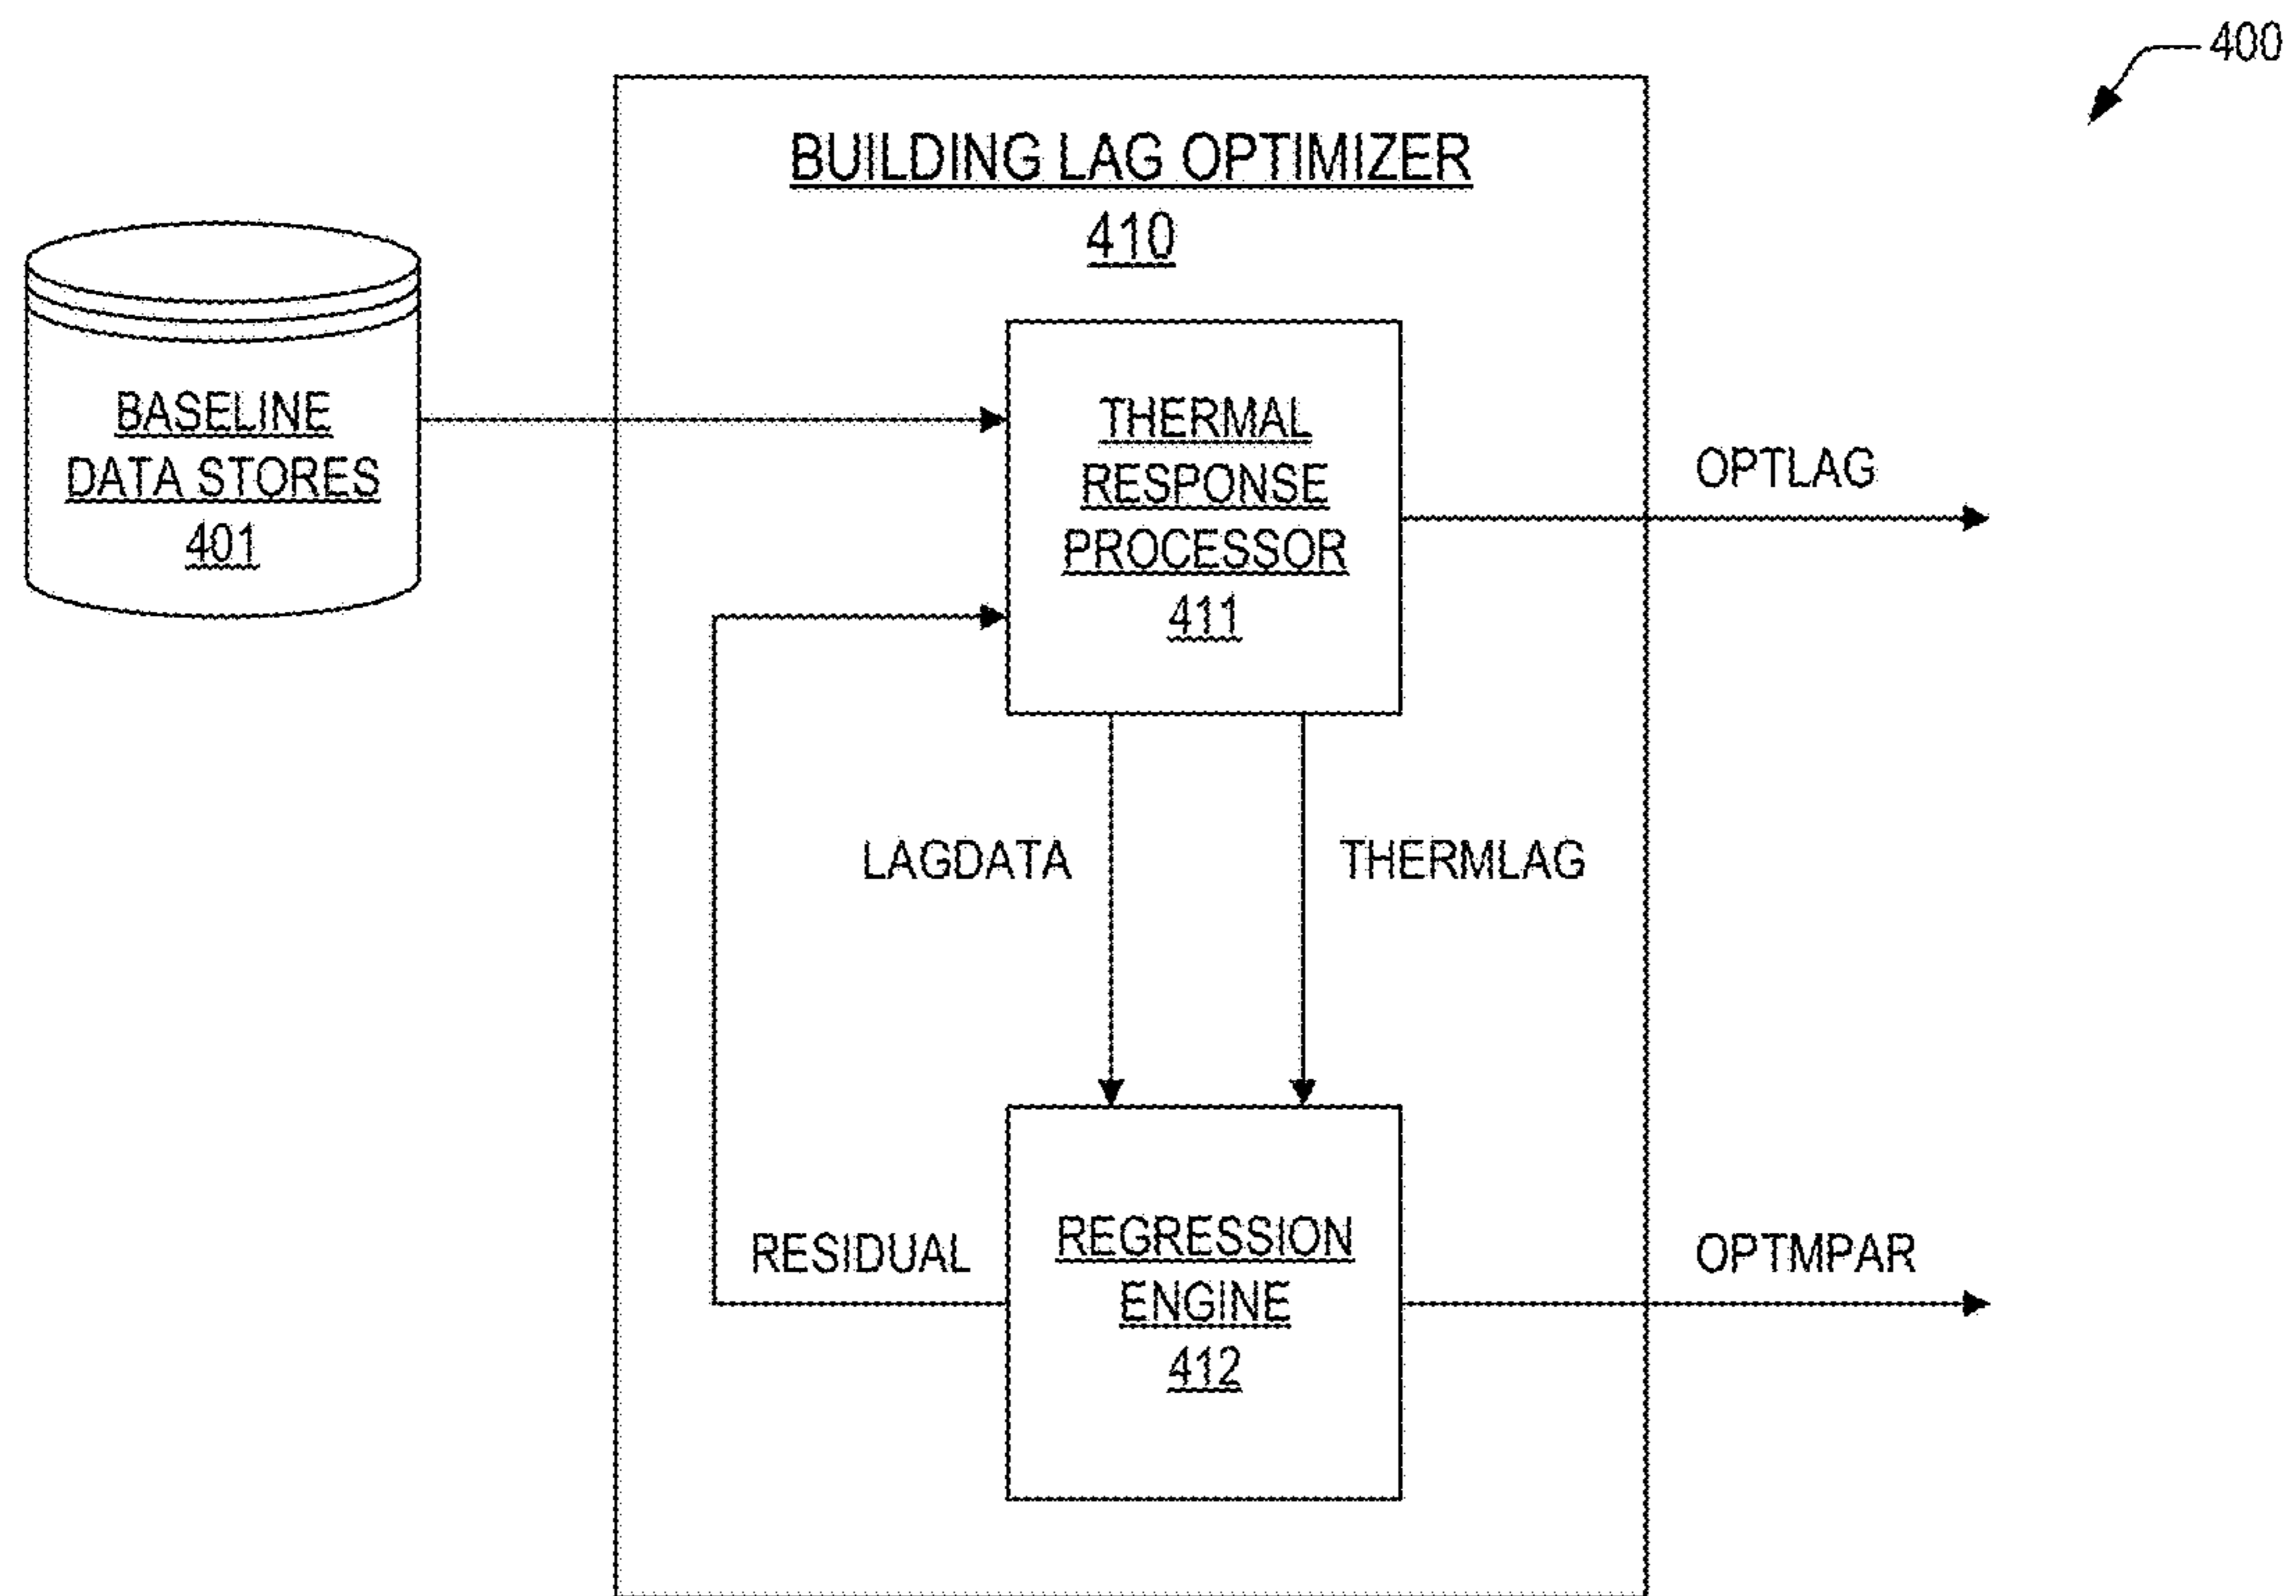 400
BUILDING LAG OPTIMIZER
410
BASELINE
DATA STORES
401
THERMAL
RESPONSE
PROCESSOR
411
OPTLAG
LAGDATA
THERMLAG
RESIDUAL
REGRESSION
ENGINE
412
OPTMPAR